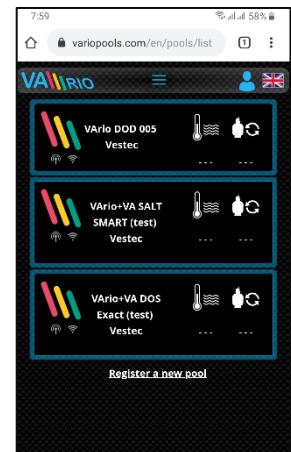 7:59 58%
variopools.com/en/pools/list 1
VArio
VArio DOD 005
Vestec
--- ---
VArio+VA SALT
SMART (test)
Vestec
--- ---
VArio+VA DOS
Exact (test)
Vestec
--- ---
Register a new pool